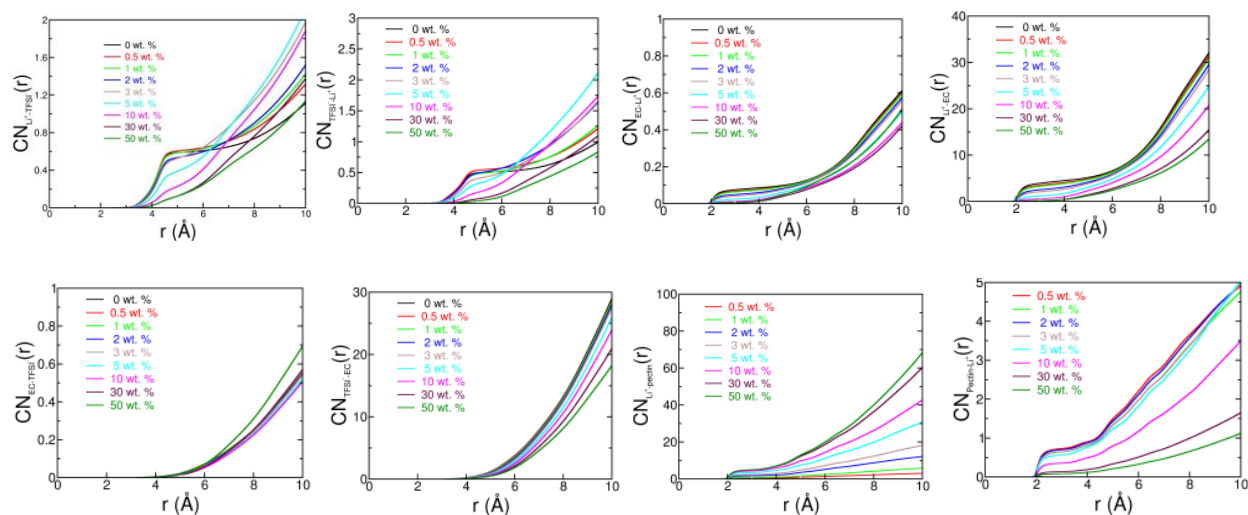 CN_Li⁺-TFSI⁻(r)
2
1.6
1.2
0.8
0.4
0
0 wt. %
0.5 wt. %
1 wt. %
2 wt. %
3 wt. %
5 wt. %
10 wt. %
30 wt. %
50 wt. %
0 2 4 6 8 10
r (Å)
CN_TFSI⁻-Li⁺(r)
3
2.5
2
1.5
1
0.5
0
0 wt. %
0.5 wt. %
1 wt. %
2 wt. %
3 wt. %
5 wt. %
10 wt. %
30 wt. %
50 wt. %
0 2 4 6 8 10
r (Å)
CN_EC-Li⁺(r)
1
0.8
0.6
0.4
0.2
0
0 wt. %
0.5 wt. %
1 wt. %
2 wt. %
3 wt. %
5 wt. %
10 wt. %
30 wt. %
50 wt. %
0 2 4 6 8 10
r (Å)
CN_Li⁺-EC(r)
40
30
20
10
0
0 wt. %
0.5 wt. %
1 wt. %
2 wt. %
3 wt. %
5 wt. %
10 wt. %
30 wt. %
50 wt. %
0 2 4 6 8 10
r (Å)
CN_EC-TFSI⁻(r)
1
0.8
0.6
0.4
0.2
0
0 wt. %
0.5 wt. %
1 wt. %
2 wt. %
3 wt. %
5 wt. %
10 wt. %
30 wt. %
50 wt. %
0 2 4 6 8 10
r (Å)
CN_TFSI⁻-EC(r)
30
20
10
0
0 wt. %
0.5 wt. %
1 wt. %
2 wt. %
3 wt. %
5 wt. %
10 wt. %
30 wt. %
50 wt. %
0 2 4 6 8 10
r (Å)
CN_Li⁺-pectin(r)
100
80
60
40
20
0
0.5 wt. %
1 wt. %
2 wt. %
3 wt. %
5 wt. %
10 wt. %
30 wt. %
50 wt. %
0 2 4 6 8 10
r (Å)
CN_Pectin-Li⁺(r)
5
4
3
2
1
0
0.5 wt. %
1 wt. %
2 wt. %
3 wt. %
5 wt. %
10 wt. %
30 wt. %
50 wt. %
0 2 4 6 8 10
r (Å)